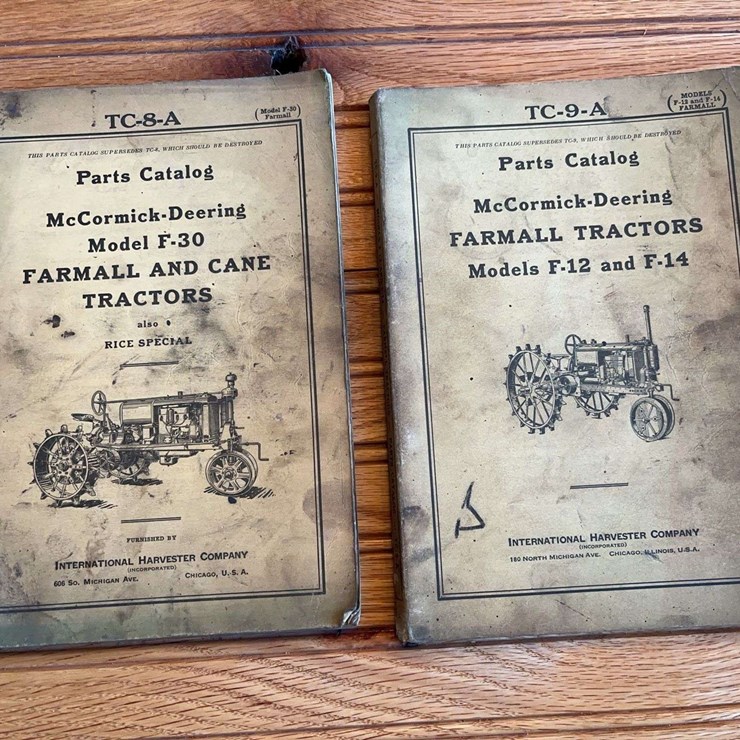 TC-8-A
(Model F-30
Farmall)
THIS PARTS CATALOG SUPERSEDES TC-8, WHICH SHOULD BE DESTROYED
Parts Catalog
McCormick-Deering
Model F-30
FARMALL AND CANE
TRACTORS
also
RICE SPECIAL
FURNISHED BY
INTERNATIONAL HARVESTER COMPANY
(INCORPORATED)
606 SO. MICHIGAN AVE. CHICAGO, U. S. A.
TC-9-A
(MODELS
F-12 and F-14
FARMALL)
THIS PARTS CATALOG SUPERSEDES TC-9, WHICH SHOULD BE DESTROYED
Parts Catalog
McCormick-Deering
FARMALL TRACTORS
Models F-12 and F-14
INTERNATIONAL HARVESTER COMPANY
(INCORPORATED)
180 NORTH MICHIGAN AVE. CHICAGO, ILLINOIS, U.S.A.